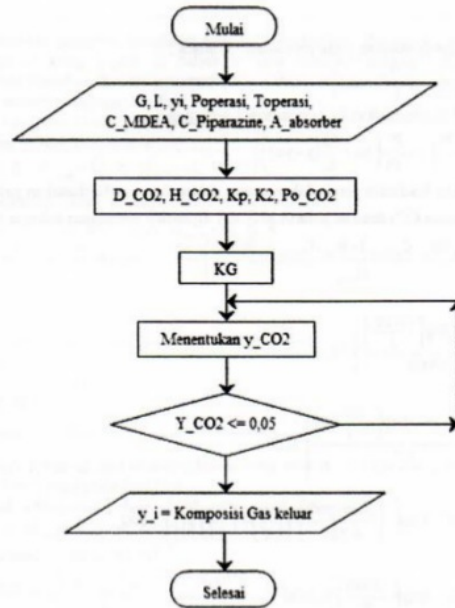 Mulai
G, L, yi, Poperasi, Toperasi,
C_MDEA, C_Piparazine, A_absorber
D_CO2, H_CO2, Kp, K2, Po_CO2
KG
Menentukan y_CO2
Y_CO2 <= 0,05
y_i = Komposisi Gas keluar
Selesai